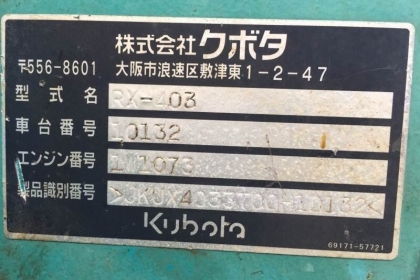 株式会社クボタ
〒556-8601 大阪市浪速区敷津東1-2-47
型式名 RX-403
車台番号 10132
エンジン番号 1W1073
製品識別番号
Kubota
69171-57721